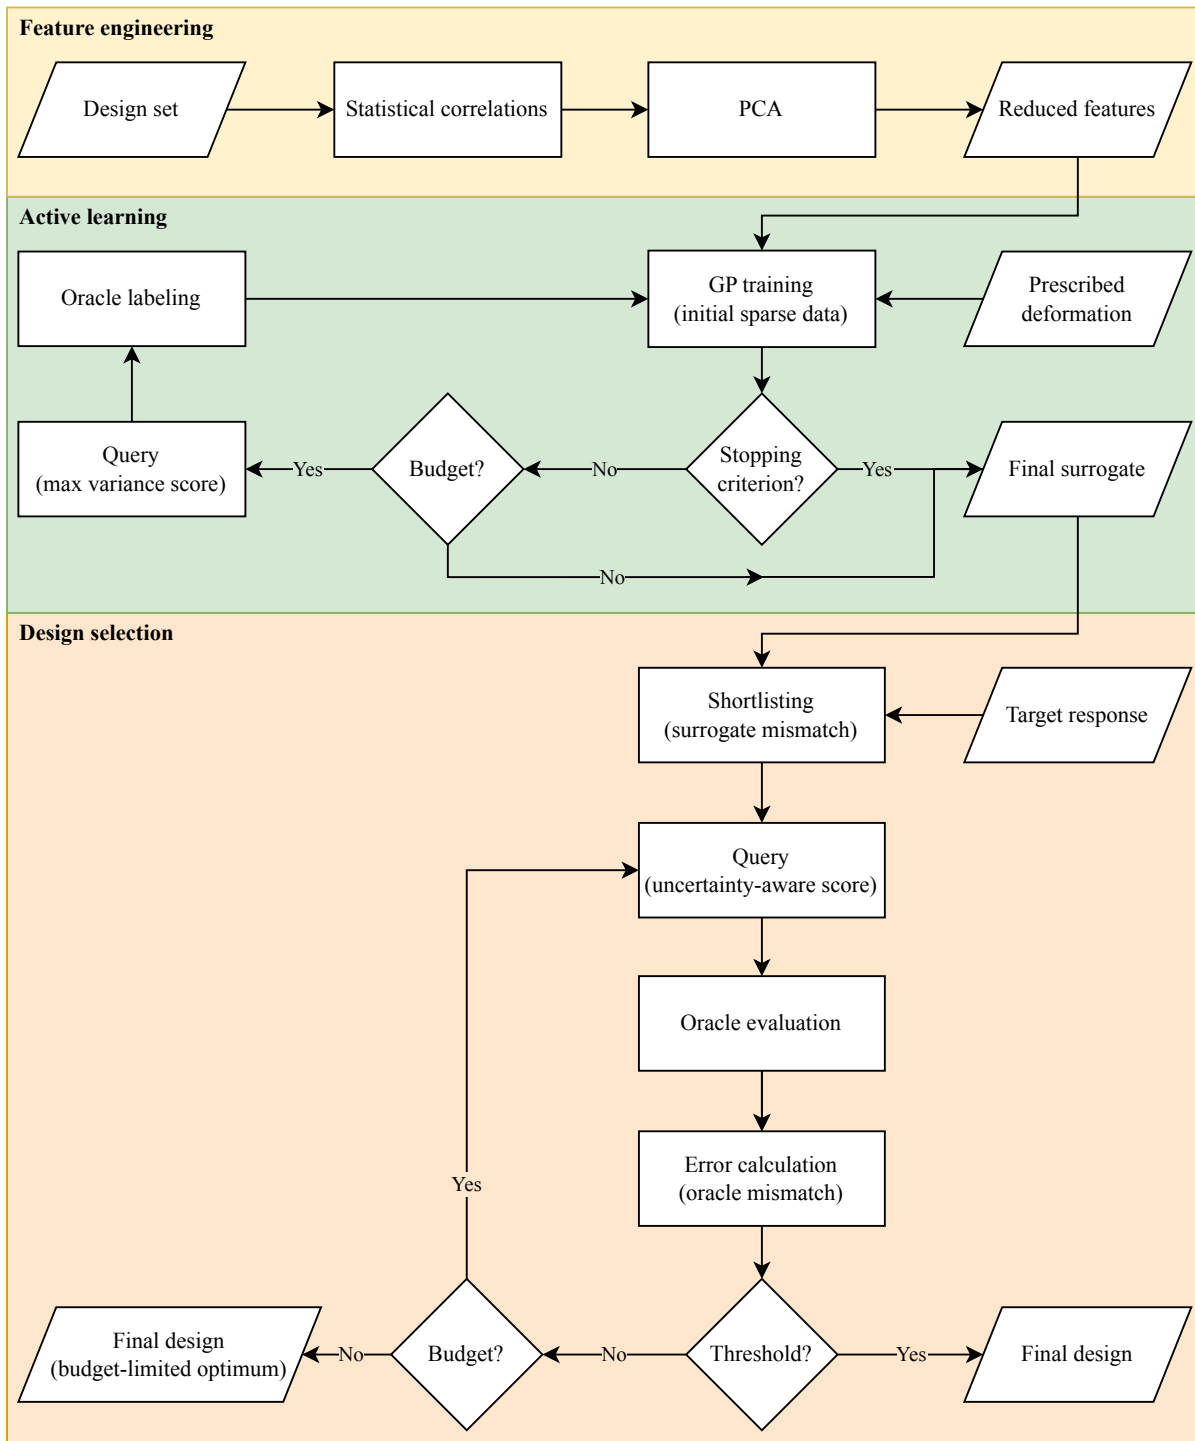 Feature engineering
Design set
Statistical correlations
PCA
Reduced features
Active learning
Oracle labeling
GP training
(initial sparse data)
Prescribed
deformation
Query
(max variance score)
Yes
Budget?
No
Stopping
criterion?
Yes
Final surrogate
No
Design selection
Shortlisting
(surrogate mismatch)
Target response
Query
(uncertainty-aware score)
Oracle evaluation
Error calculation
(oracle mismatch)
Yes
Final design
(budget-limited optimum)
No
Budget?
No
Threshold?
Yes
Final design